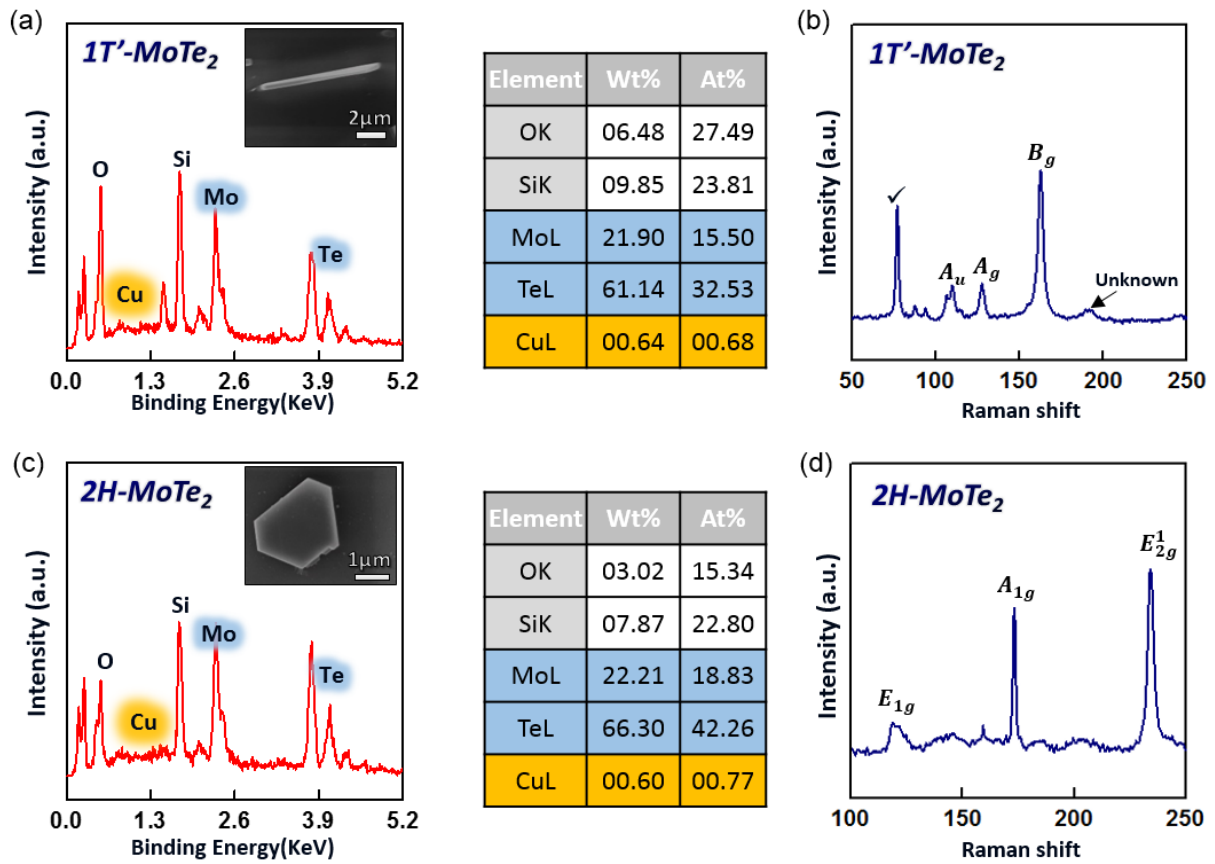 (a)
1T’-MoTe2
2μm
O
Si
Mo
Te
Cu
Intensity (a.u.)
0.0 1.3 2.6 3.9 5.2
Binding Energy(KeV)
Element Wt% At%
OK 06.48 27.49
SiK 09.85 23.81
MoL 21.90 15.50
TeL 61.14 32.53
CuL 00.64 00.68
(b)
1T’-MoTe2
Bg
✓
Au
Ag
Unknown
Intensity (a.u.)
50 100 150 200 250
Raman shift
(c)
2H-MoTe2
1μm
Si
Mo
O
Te
Cu
Intensity (a.u.)
0.0 1.3 2.6 3.9 5.2
Binding Energy(KeV)
Element Wt% At%
OK 03.02 15.34
SiK 07.87 22.80
MoL 22.21 18.83
TeL 66.30 42.26
CuL 00.60 00.77
(d)
2H-MoTe2
E1g
A1g
E12g
Intensity (a.u.)
100 150 200 250
Raman shift